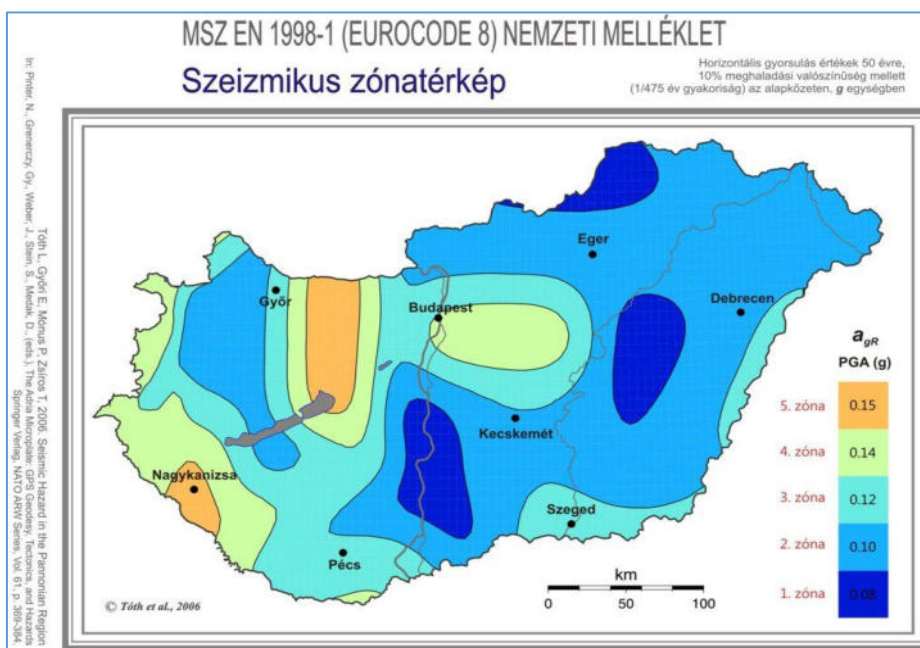 MSZ EN 1998-1 (EUROCODE 8) NEMZETI MELLÉKLET
Szeizmikus zónatérkép
Horizontális gyorsulás értékek 50 évre,
10% meghaladási valószínűség mellett
(1/475 év gyakoriság) az alapkőzeten, g egységben
Tóth L, Győri E, Mónus P, Zsíros T, 2006. Seismic Hazard in the Pannonian Region
In: Pinter, N., Grenerczy, Gy., Weber, J., Stein, S., Medak, D., (eds.), The Adria Microplate: GPS Geodesy, Tectonics, and Hazards
Springer Verlag, NATO ARW Series, Vol. 61, p. 369-384.
Eger
Győr
Budapest
Debrecen
Kecskemét
Nagykanizsa
Szeged
Pécs
a gR
PGA (g)
5. zóna 0.15
4. zóna 0.14
3. zóna 0.12
2. zóna 0.10
1. zóna 0.08
km
0 50 100
© Tóth et al., 2006